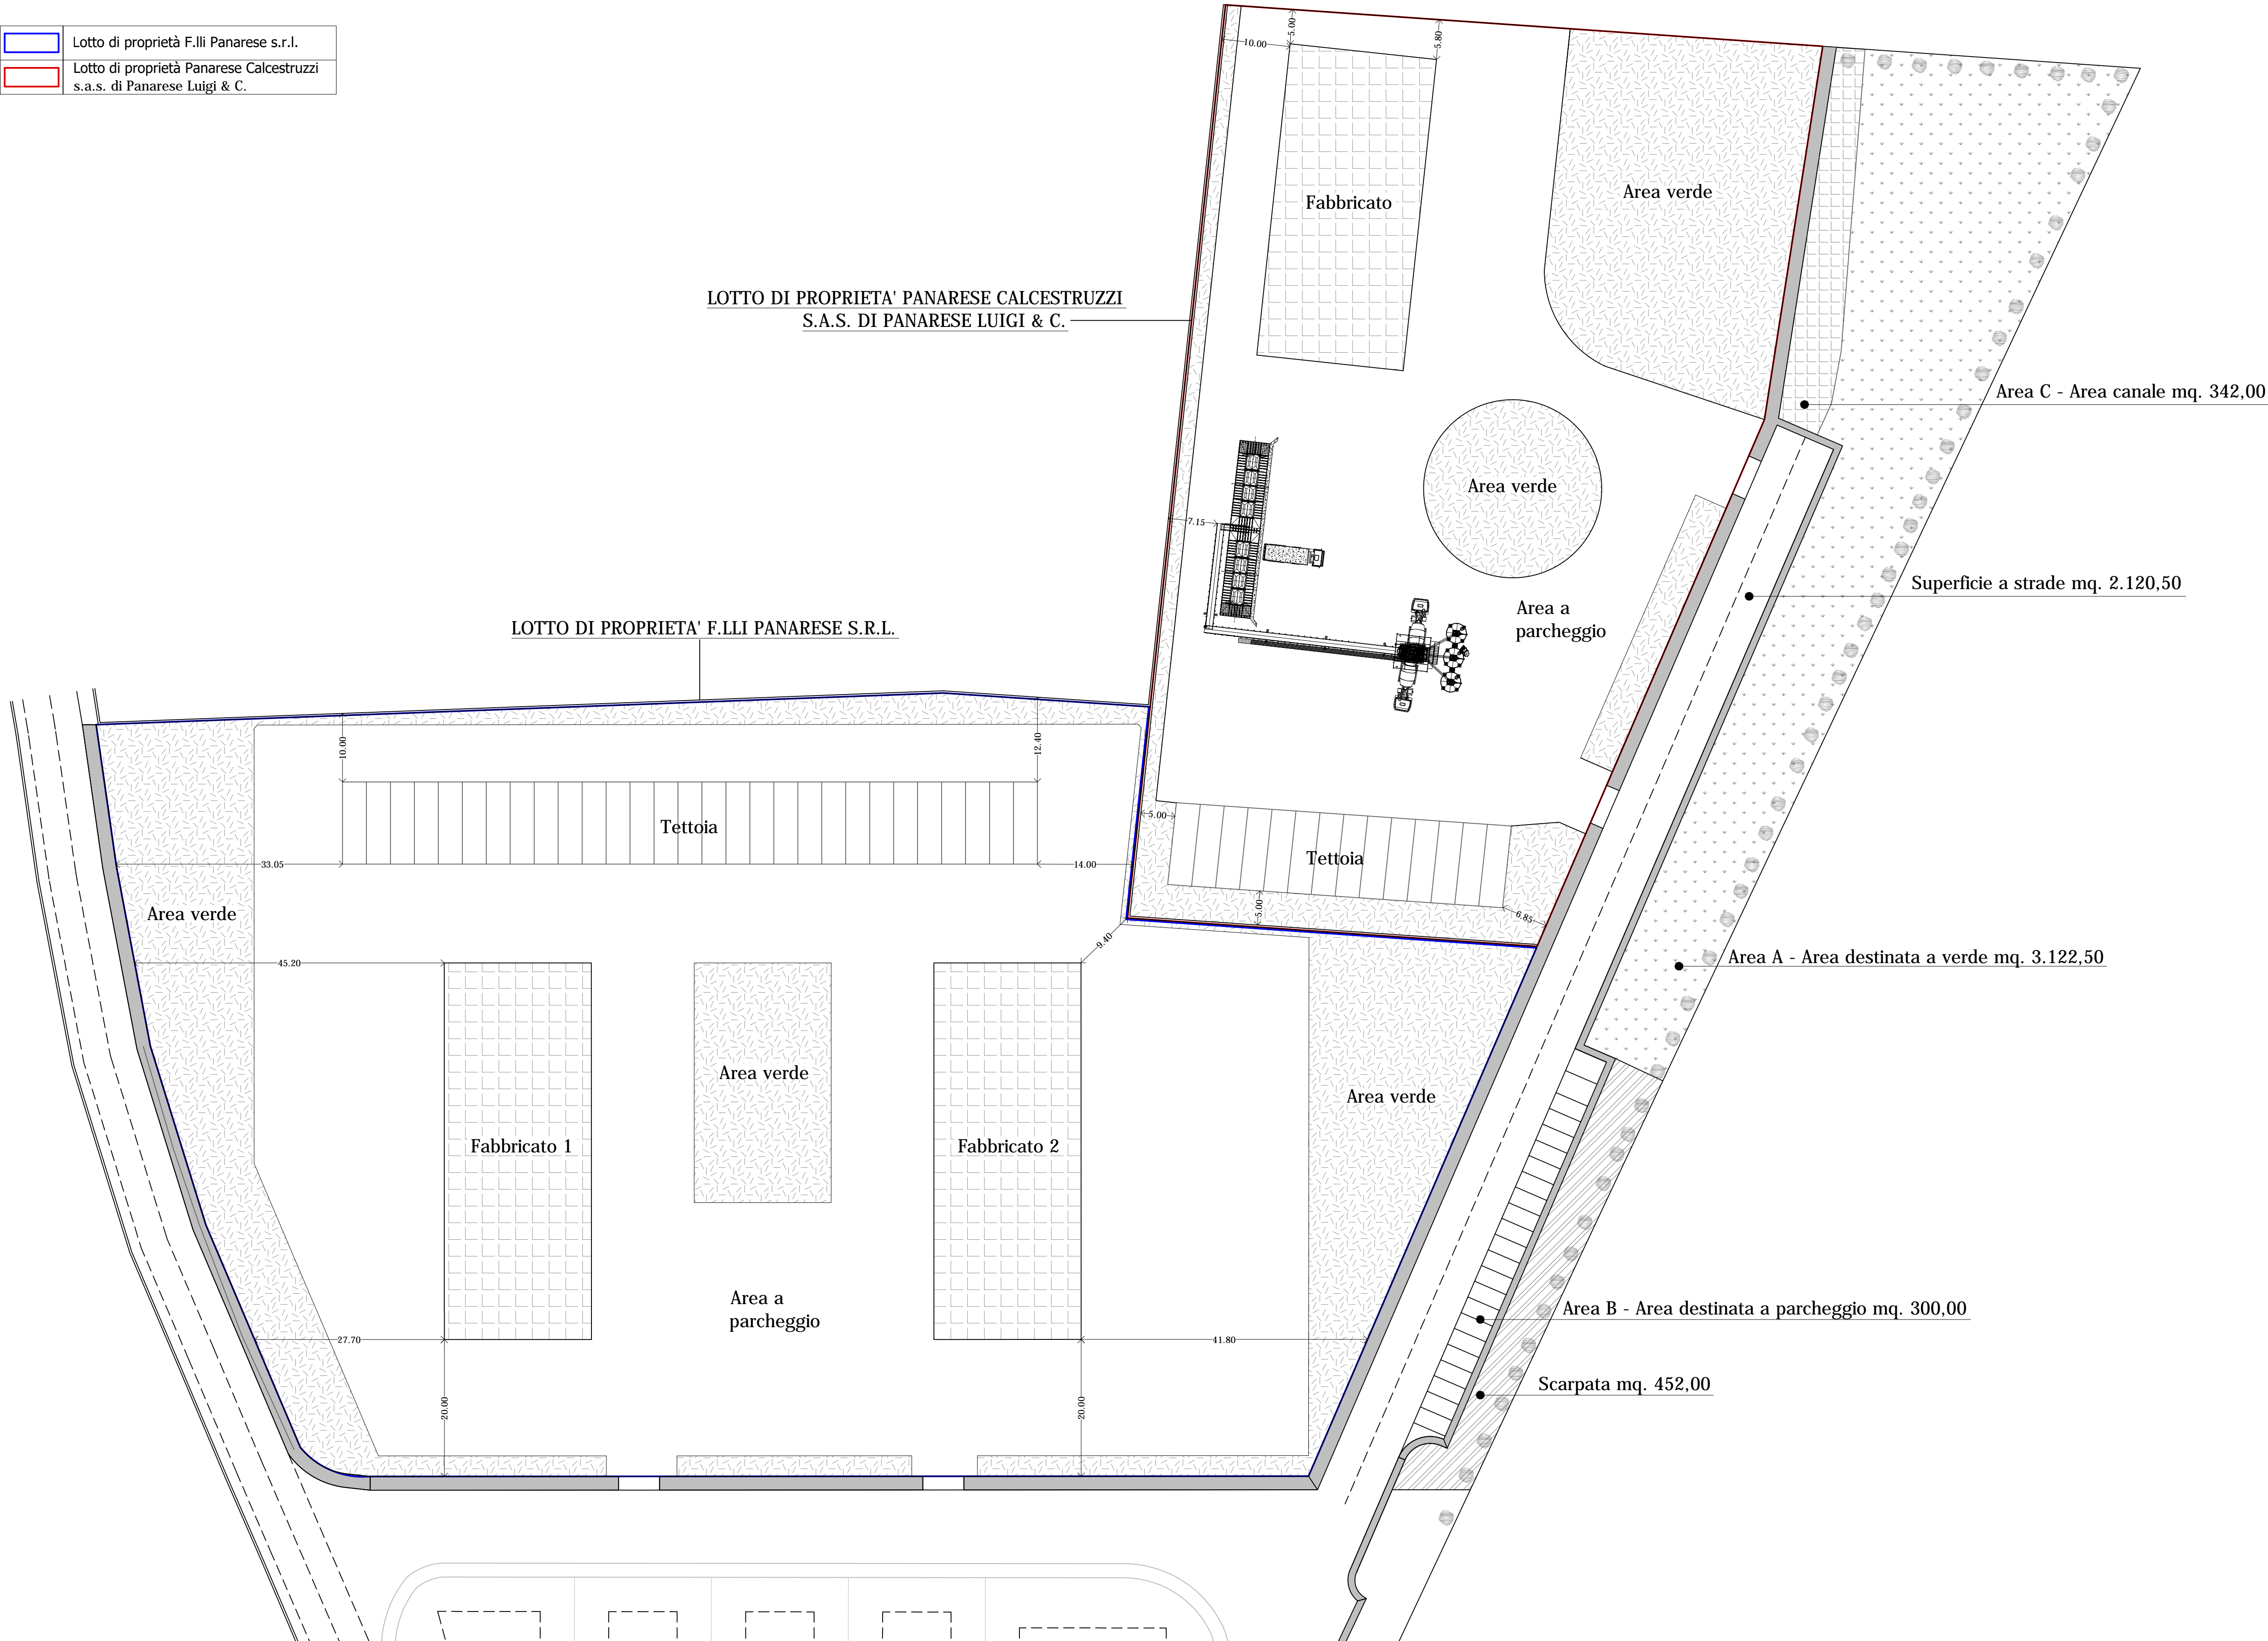 Lotto di proprietà F.lli Panarese s.r.l.
Lotto di proprietà Panarese Calcestruzzi
s.a.s. di Panarese Luigi & C.
5.00
5.80
10.00
Fabbricato
Area verde
LOTTO DI PROPRIETA' PANARESE CALCESTRUZZI
S.A.S. DI PANARESE LUIGI & C.
Area C - Area canale mq. 342,00
Area verde
7.15
Superficie a strade mq. 2.120,50
Area a
parcheggio
LOTTO DI PROPRIETA' F.LLI PANARESE S.R.L.
10.00
12.40
Tettoia
5.00
Tettoia
33.05
14.00
Area verde
5.00
6.85
9.40
45.20
Area A - Area destinata a verde mq. 3.122,50
Area verde
Area verde
Fabbricato 1
Fabbricato 2
Area a
parcheggio
Area B - Area destinata a parcheggio mq. 300,00
27.70
41.80
Scarpata mq. 452,00
20.00
20.00